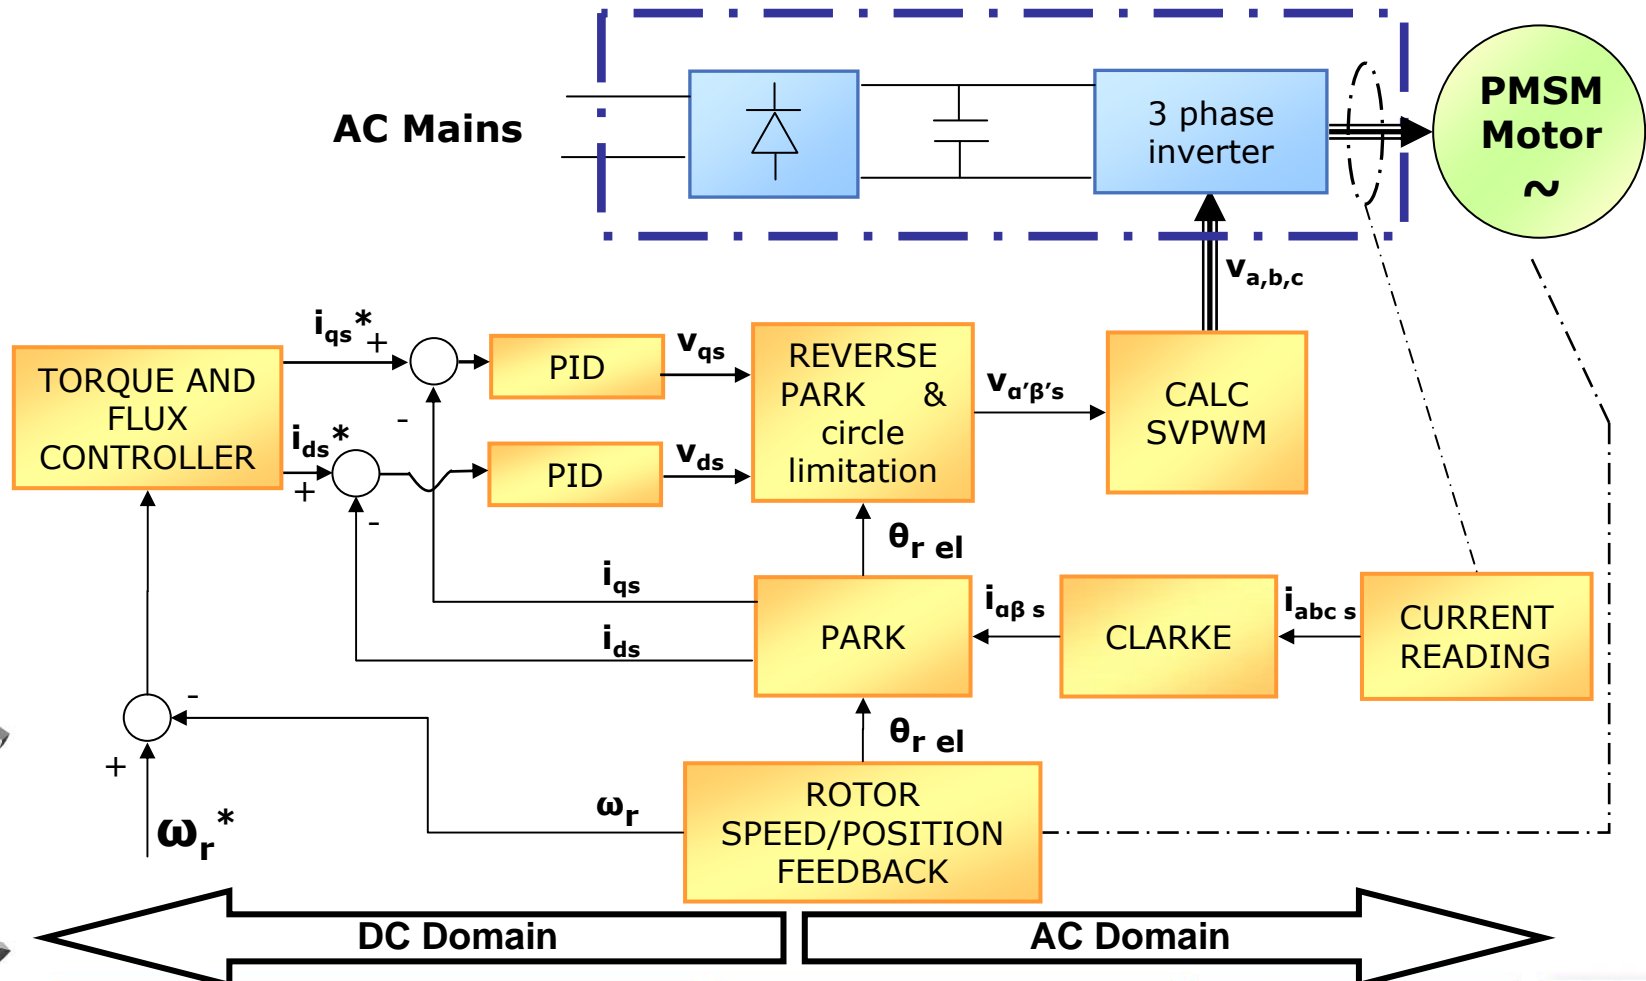 AC Mains
3 phase
inverter
PMSM
Motor
~
va,b,c
iqs*
+
-
TORQUE AND
FLUX
CONTROLLER
ids*
+
-
PID
vqs
PID
vds
REVERSE
PARK &
circle
limitation
vα'β's
CALC
SVPWM
θr el
iqs
ids
PARK
iαβ s
CLARKE
iabc s
CURRENT
READING
-
+
ωr*
ωr
θr el
ROTOR
SPEED/POSITION
FEEDBACK
DC Domain
AC Domain